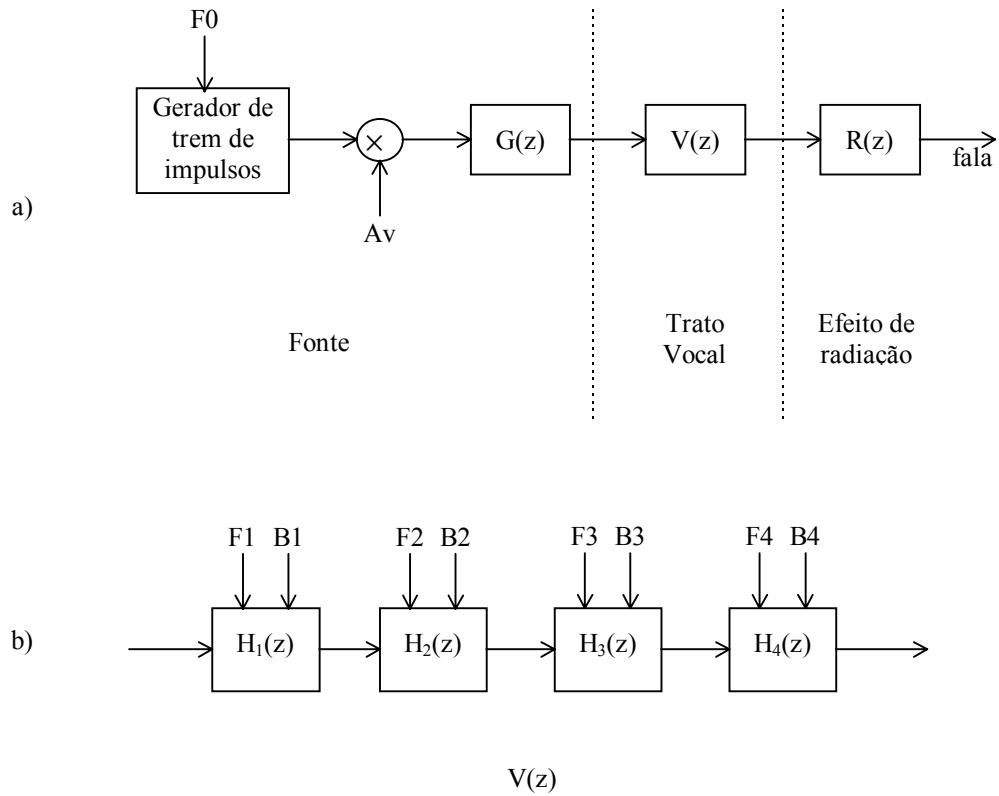 F0
Gerador de
trem de
impulsos
×
G(z)
V(z)
R(z)
fala
Av
a)
Fonte
Trato
Vocal
Efeito de
radiação
F1 B1 F2 B2 F3 B3 F4 B4
b)
H₁(z) H₂(z) H₃(z) H₄(z)
V(z)